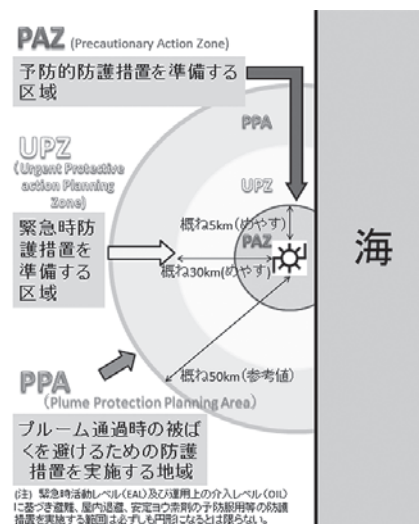 PAZ (Precautionary Action Zone)
予防的防護措置を準備する
区域
PPA
UPZ
(Urgent Protective
action Planning
Zone)
UPZ
緊急時防
護措置を
準備する
区域
概ね5km(めやす)
PAZ
概ね30km(めやす)
海
概ね50km(参考値)
PPA
(Plume Protection Planning Area)
プルーム通過時の被ば
くを避けるための防護
措置を実施する地域
(注) 緊急時活動レベル(EAL)及び運用上の介入レベル(OIL)
に基づき避難、屋内退避、安定ヨウ素剤の予防服用等の防護
措置を実施する範囲は必ずしも円形になるとは限らない。